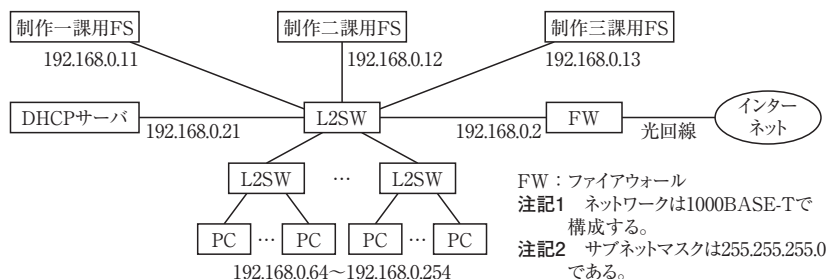 制作一課用FS
制作二課用FS
制作三課用FS
192.168.0.11
192.168.0.12
192.168.0.13
DHCPサーバ
192.168.0.21
L2SW
192.168.0.2
FW
光回線
インター
ネット
L2SW
…
L2SW
PC
…
PC
PC
…
PC
192.168.0.64～192.168.0.254
FW：ファイアウォール
注記1 ネットワークは1000BASE-Tで
構成する。
注記2 サブネットマスクは255.255.255.0
である。